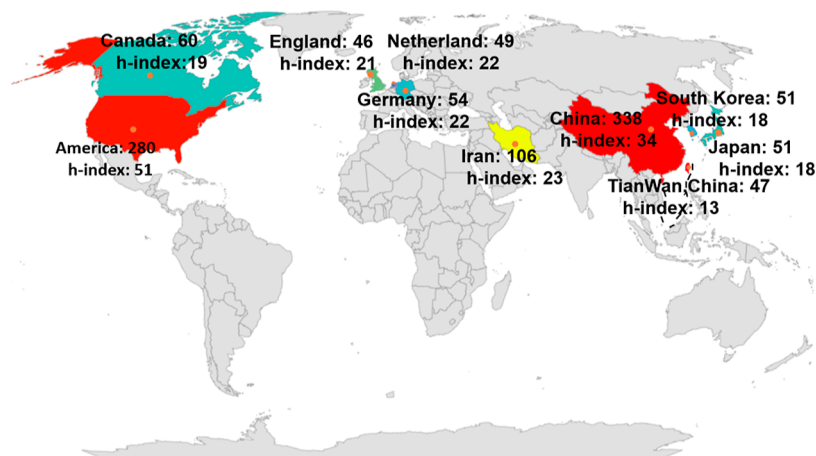 Canada: 60
h-index:19
England: 46
h-index: 21
Netherland: 49
h-index: 22
Germany: 54
h-index: 22
America: 280
h-index: 51
Iran: 106
h-index: 23
China: 338
h-index: 34
South Korea: 51
h-index: 18
Japan: 51
h-index: 18
TianWan,China: 47
h-index: 13